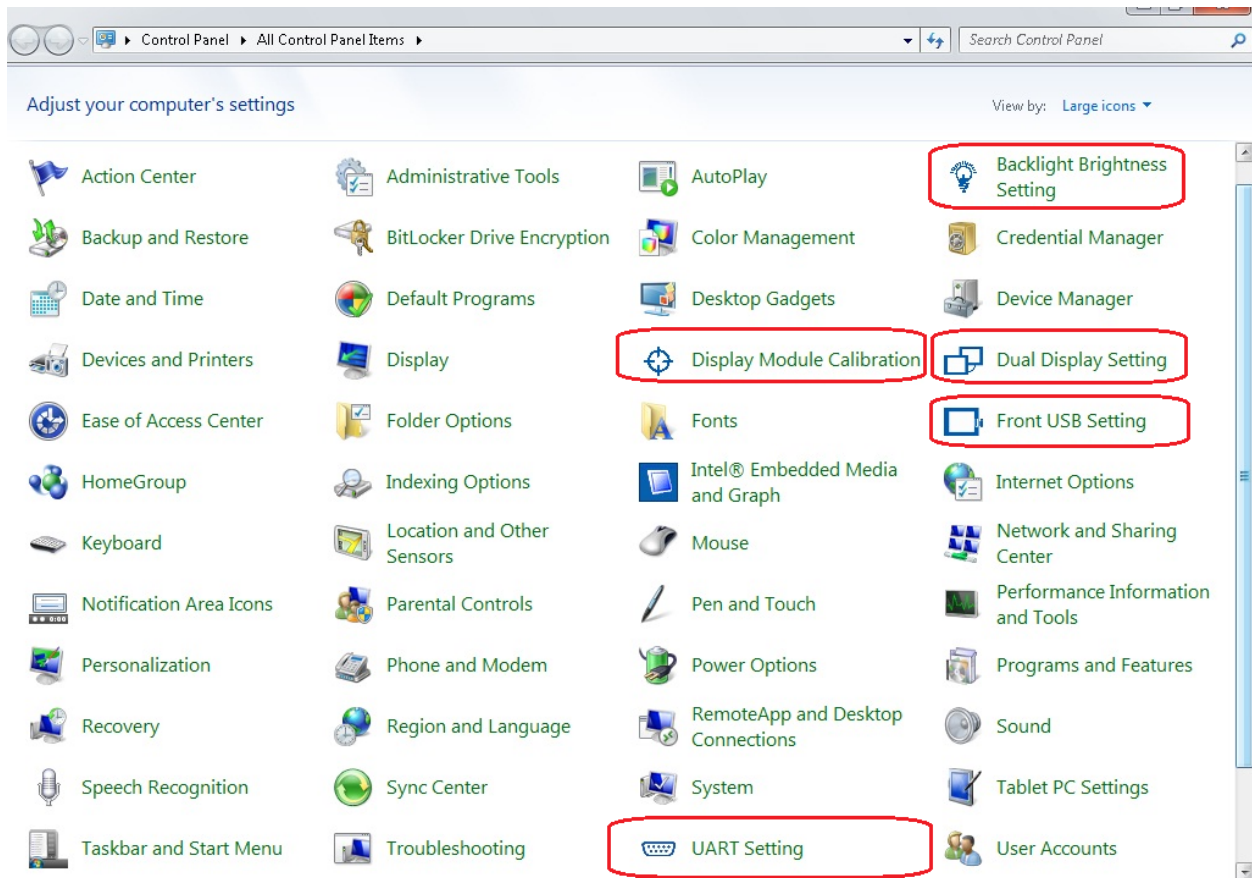 Control Panel All Control Panel Items Search Control Panel
Adjust your computer's settings View by: Large icons
Action Center Administrative Tools AutoPlay Backlight Brightness
Setting
Backup and Restore BitLocker Drive Encryption Color Management Credential Manager
Date and Time Default Programs Desktop Gadgets Device Manager
Devices and Printers Display Display Module Calibration Dual Display Setting
Ease of Access Center Folder Options Fonts Front USB Setting
HomeGroup Indexing Options Intel® Embedded Media
and Graph Internet Options
Keyboard Location and Other
Sensors Mouse Network and Sharing
Center
Notification Area Icons Parental Controls Pen and Touch Performance Information
and Tools
Personalization Phone and Modem Power Options Programs and Features
Recovery Region and Language RemoteApp and Desktop
Connections Sound
Speech Recognition Sync Center System Tablet PC Settings
Taskbar and Start Menu Troubleshooting UART Setting User Accounts